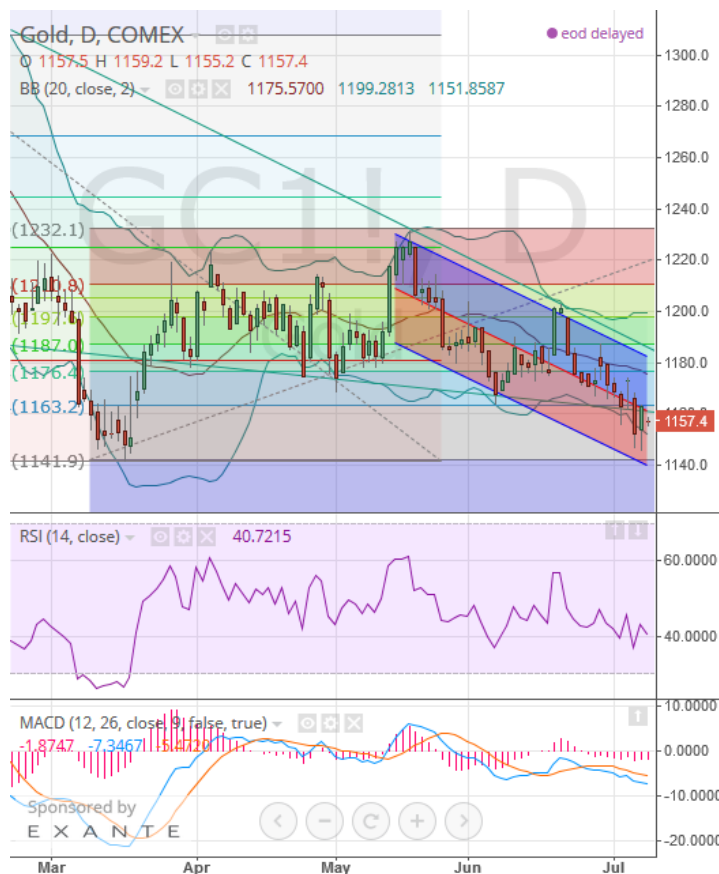 Gold, D, COMEX
eod delayed
O 1157.5 H 1159.2 L 1155.2 C 1157.4
BB (20, close, 2) 1175.5700 1199.2813 1151.8587
GC1!, D
1300.0
1280.0
1260.0
1240.0
1220.0
1200.0
1180.0
1157.4
1140.0
(1232.1)
(1187.0)
(1176.4)
(1163.2)
(1141.9)
RSI (14, close) 40.7215
60.0000
40.0000
MACD (12, 26, close, 9, false, true)
-1.8747 -7.3467 -5.4720
10.0000
0.0000
-10.0000
-20.0000
Sponsored by
EXANTE
Mar Apr May Jun Jul